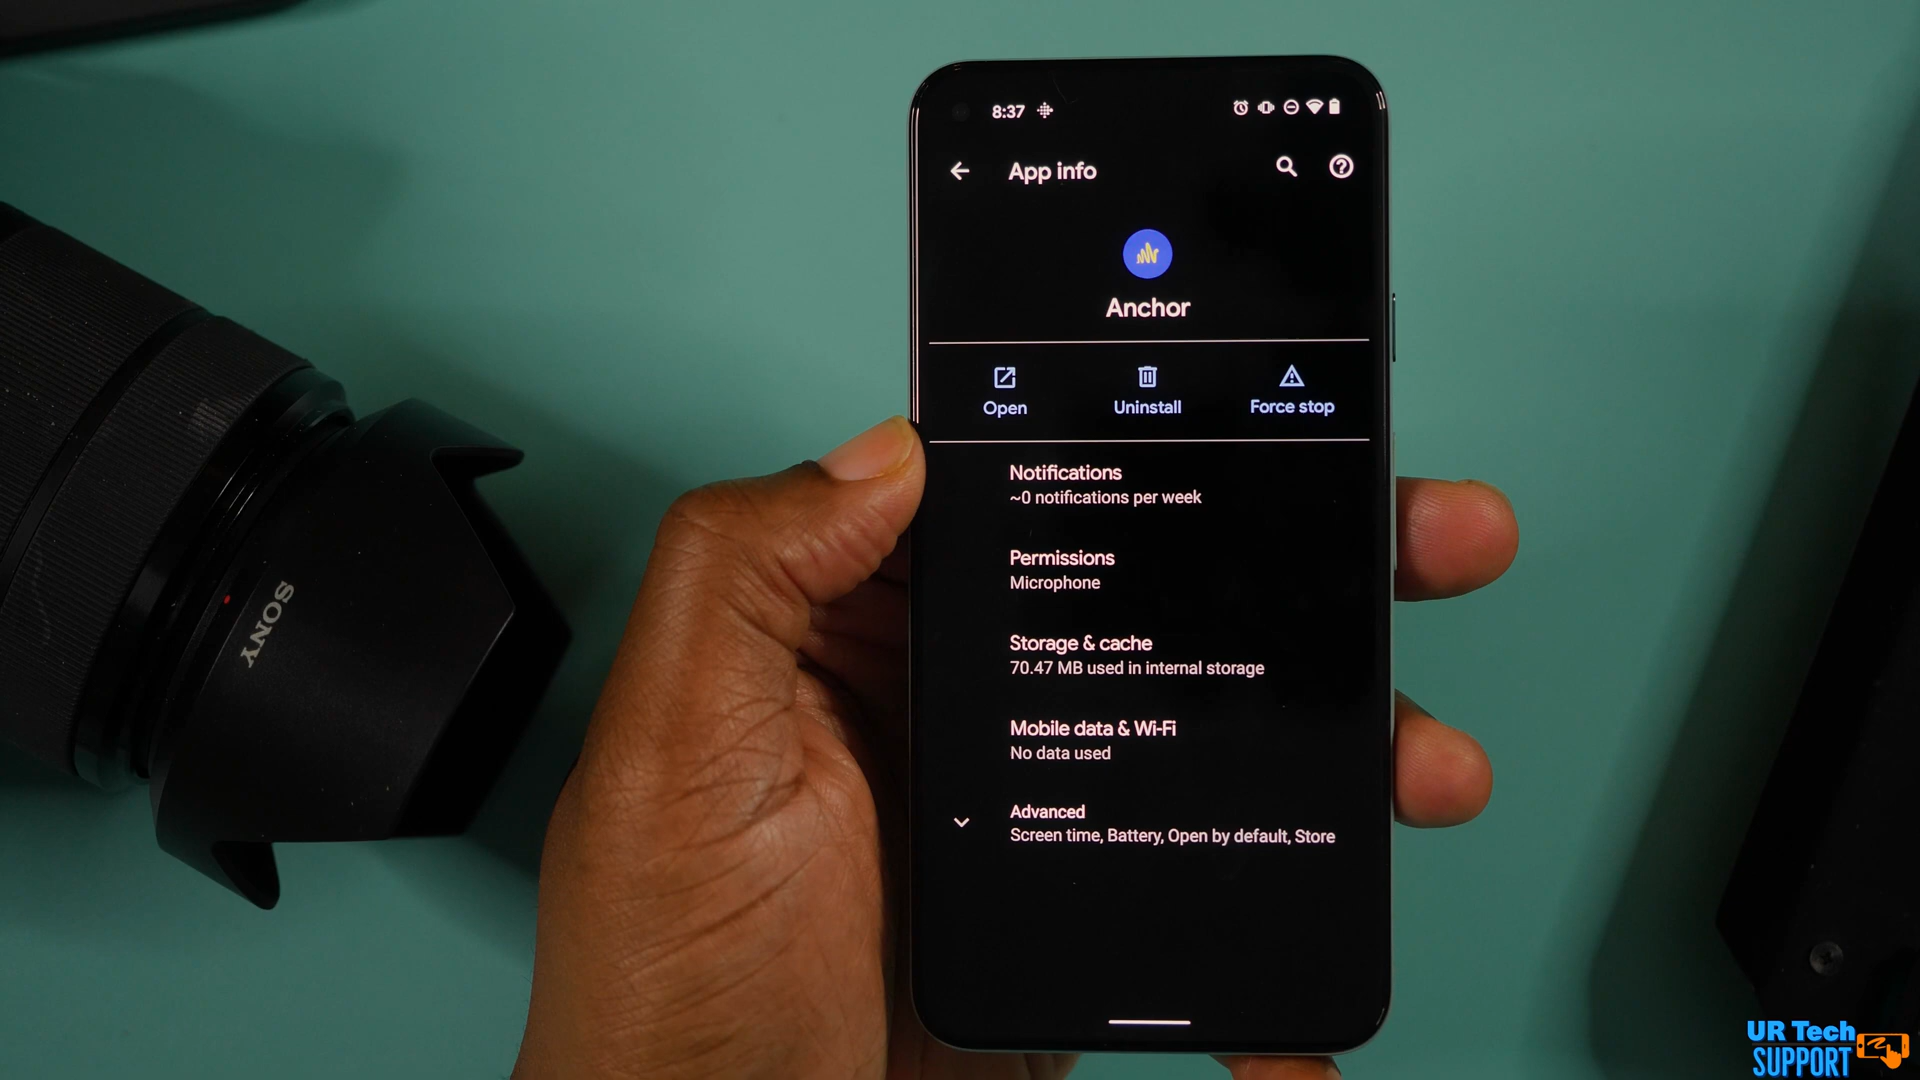 8:37
App info
Anchor
Open
Uninstall
Force stop
Notifications
~0 notifications per week
Permissions
Microphone
Storage & cache
70.47 MB used in internal storage
Mobile data & Wi-Fi
No data used
Advanced
Screen time, Battery, Open by default, Store
SONY
UR Tech
SUPPORT